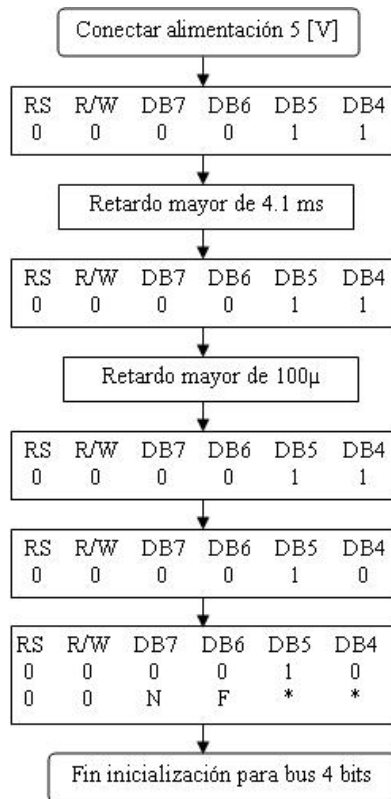 Conectar alimentación 5 [V]
RS R/W DB7 DB6 DB5 DB4
0 0 0 0 1 1
Retardo mayor de 4.1 ms
RS R/W DB7 DB6 DB5 DB4
0 0 0 0 1 1
Retardo mayor de 100µ
RS R/W DB7 DB6 DB5 DB4
0 0 0 0 1 1
RS R/W DB7 DB6 DB5 DB4
0 0 0 0 1 0
RS R/W DB7 DB6 DB5 DB4
0 0 0 0 1 0
0 0 N F * *
Fin inicialización para bus 4 bits